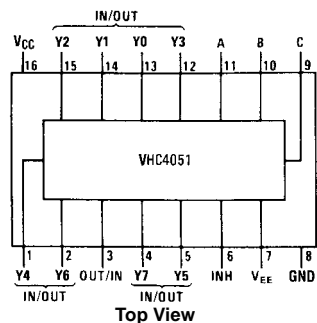 IN/OUT
VCC Y2 Y1 Y0 Y3 A B C
16 15 14 13 12 11 10 9
VHC4051
1 2 3 4 5 6 7 8
Y4 Y6 OUT/IN Y7 Y5 INH VEE GND
IN/OUT IN/OUT
Top View